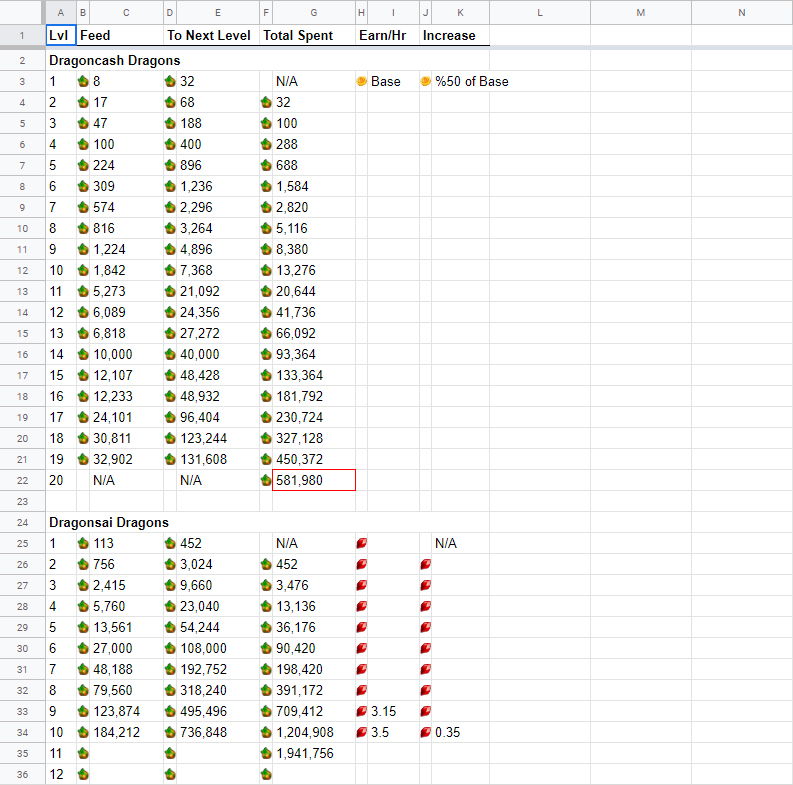 A B C D E F G H I J K L M N
1 Lvl Feed To Next Level Total Spent Earn/Hr Increase
2 Dragoncash Dragons
3 1 8 32 N/A Base %50 of Base
4 2 17 68 32
5 3 47 188 100
6 4 100 400 288
7 5 224 896 688
8 6 309 1,236 1,584
9 7 574 2,296 2,820
10 8 816 3,264 5,116
11 9 1,224 4,896 8,380
12 10 1,842 7,368 13,276
13 11 5,273 21,092 20,644
14 12 6,089 24,356 41,736
15 13 6,818 27,272 66,092
16 14 10,000 40,000 93,364
17 15 12,107 48,428 133,364
18 16 12,233 48,932 181,792
19 17 24,101 96,404 230,724
20 18 30,811 123,244 327,128
21 19 32,902 131,608 450,372
22 20 N/A N/A 581,980
23
24 Dragonsai Dragons
25 1 113 452 N/A N/A
26 2 756 3,024 452
27 3 2,415 9,660 3,476
28 4 5,760 23,040 13,136
29 5 13,561 54,244 36,176
30 6 27,000 108,000 90,420
31 7 48,188 192,752 198,420
32 8 79,560 318,240 391,172
33 9 123,874 495,496 709,412 3.15
34 10 184,212 736,848 1,204,908 3.5 0.35
35 11 1,941,756
36 12